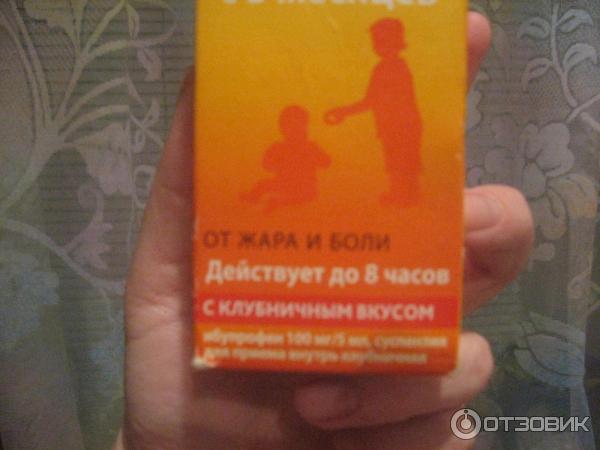 месяцев
ОТ ЖАРА И БОЛИ
Действует до 8 часов
С КЛУБНИЧНЫМ ВКУСОМ
ибупрофен 100 мг/5 мл, суспензия
для приема внутрь клубничная
ОТЗОВИК